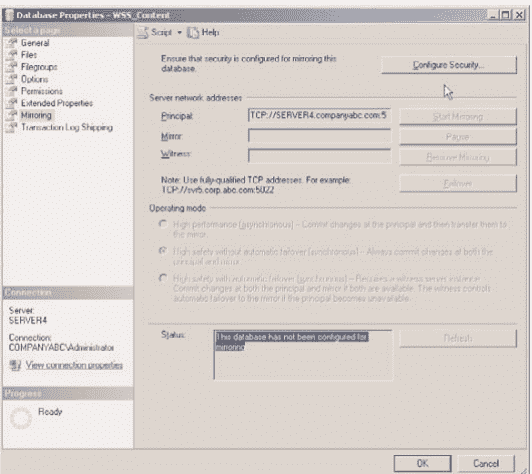 Database Properties - WSS_Content
Select a page
General
Files
Filegroups
Options
Permissions
Extended Properties
Mirroring
Transaction Log Shipping
Connection
Server:
SERVER4
Connection:
COMPANYABC\Administrator
View connection properties
Progress
Ready
Script
Help
Ensure that security is configured for mirroring this
database.
Configure Security...
Server network addresses
Principal:
TCP://SERVER4.companyabc.com:5
Start Mirroring
Mirror:
Pause
Witness:
Remove Mirroring
Note: Use fully-qualified TCP addresses. For example:
TCP://svr5.corp.abc.com:5022
Failover
Operating mode
High performance (asynchronous) – Commit changes at the principal and then transfer them to
the mirror.
High safety without automatic failover (synchronous) – Always commit changes at both the
principal and mirror.
High safety with automatic failover (synchronous) – Requires a witness server instance.
Commit changes at both the principal and mirror if both are available. The witness controls
automatic failover to the mirror if the principal becomes unavailable.
Status:
This database has not been configured for
mirroring
Refresh
OK
Cancel